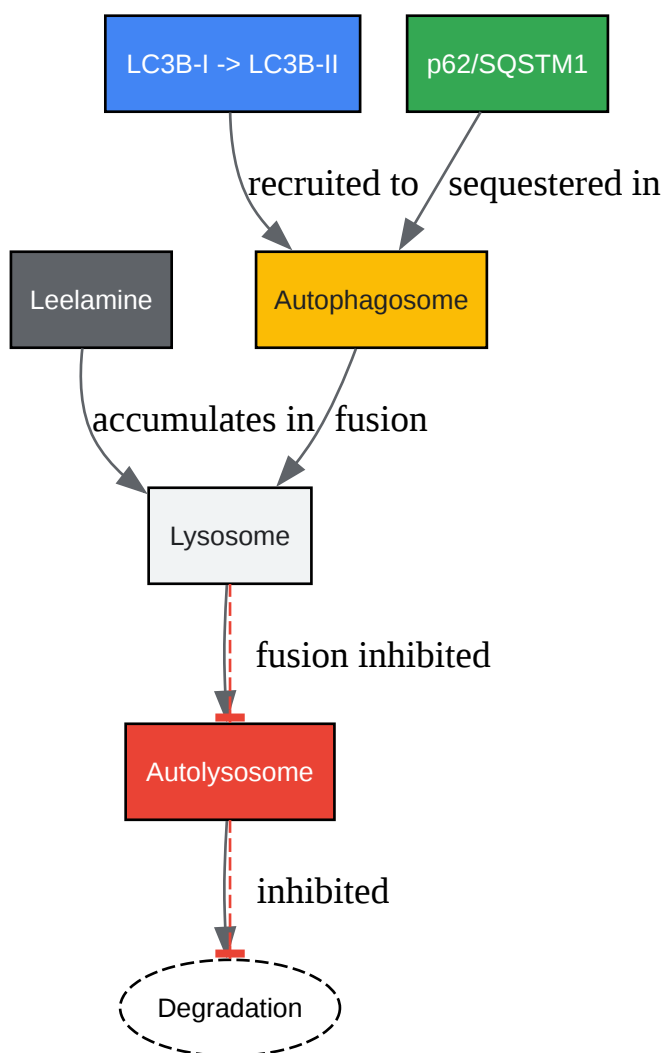 LC3B-I -> LC3B-II
p62/SQSTM1
recruited to
sequestered in
Leelamine
Autophagosome
accumulates in
fusion
Lysosome
fusion inhibited
Autolysosome
inhibited
Degradation